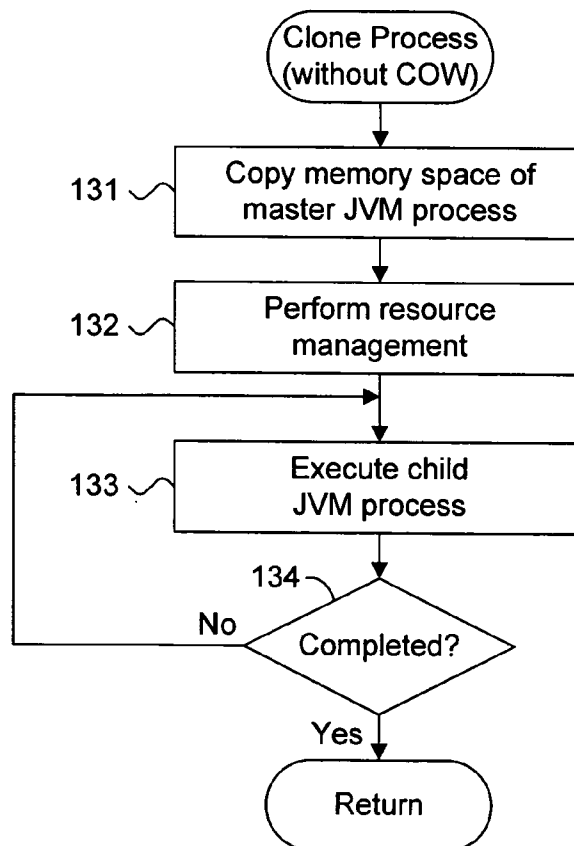 Clone Process
(without COW)
131
Copy memory space of
master JVM process
132
Perform resource
management
133
Execute child
JVM process
134
No
Completed?
Yes
Return